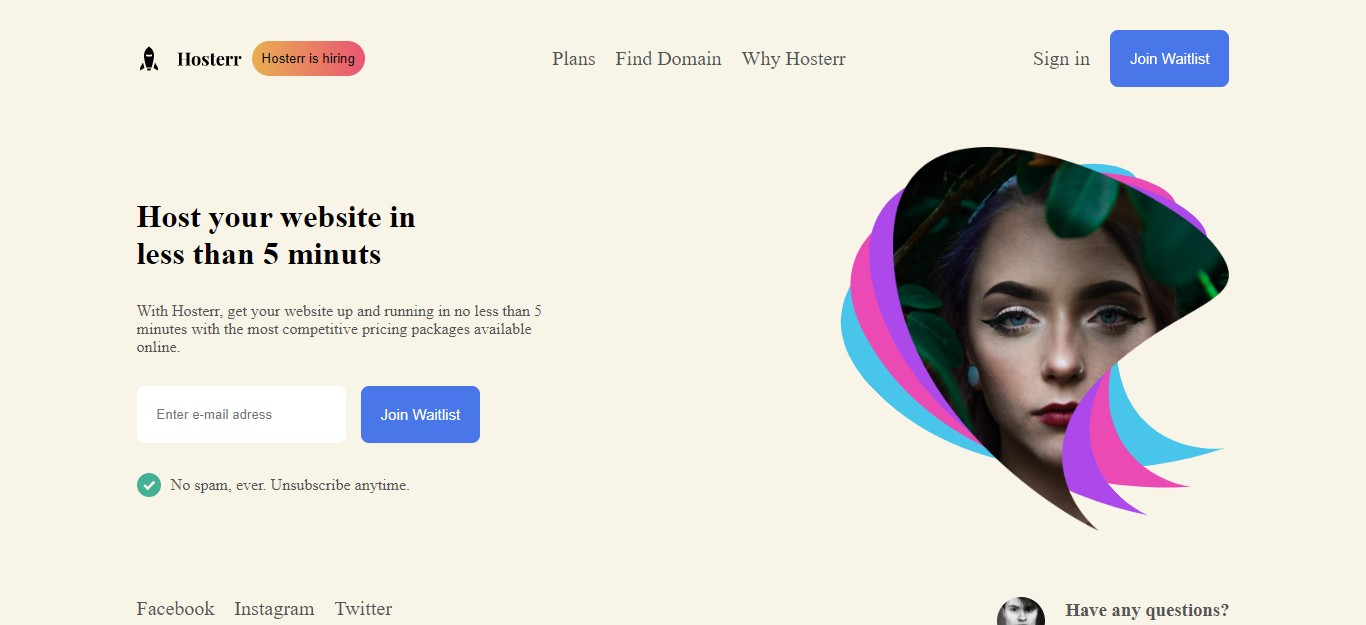 Hosterr
Hosterr is hiring
Plans
Find Domain
Why Hosterr
Sign in
Join Waitlist
Host your website in
less than 5 minuts
With Hosterr, get your website up and running in no less than 5
minutes with the most competitive pricing packages available
online.
Enter e-mail adress
Join Waitlist
No spam, ever. Unsubscribe anytime.
Facebook
Instagram
Twitter
Have any questions?